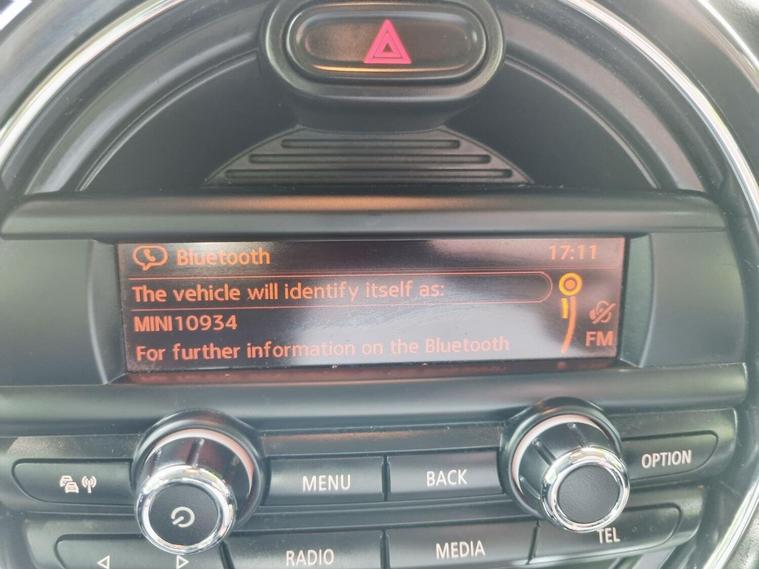 Bluetooth 17:11
The vehicle will identify itself as:
MINI10934
For further information on the Bluetooth
FM
MENU
BACK
OPTION
RADIO
MEDIA
TEL